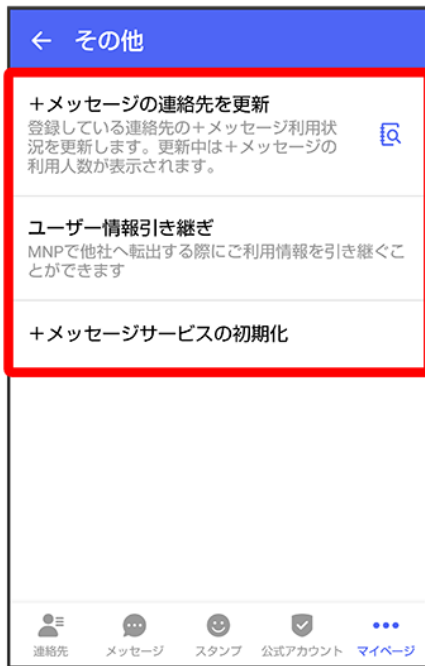 ← その他
+メッセージの連絡先を更新
登録している連絡先の+メッセージ利用状
況を更新します。更新中は+メッセージの
利用人数が表示されます。
ユーザー情報引き継ぎ
MNPで他社へ転出する際にご利用情報を引き継ぐこ
とができます
+メッセージサービスの初期化
連絡先 メッセージ スタンプ 公式アカウント マイページ